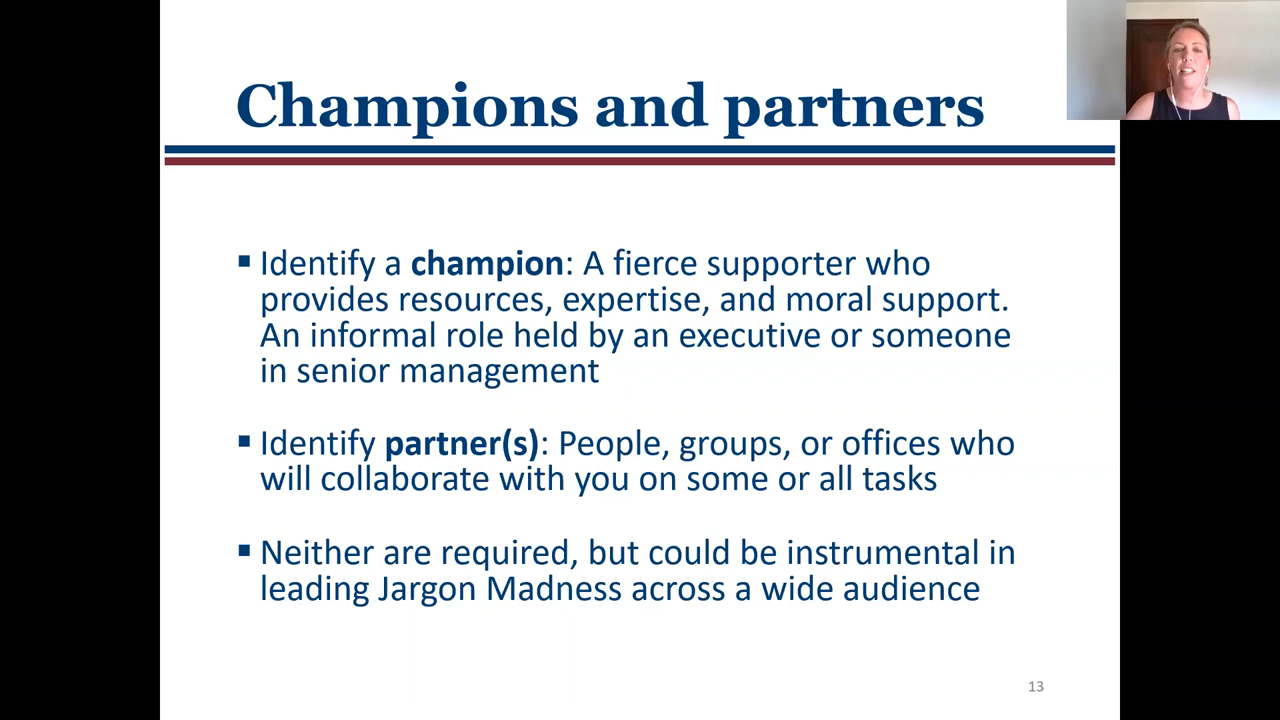 Champions and partners
▪ Identify a champion: A fierce supporter who
provides resources, expertise, and moral support.
An informal role held by an executive or someone
in senior management
▪ Identify partner(s): People, groups, or offices who
will collaborate with you on some or all tasks
▪ Neither are required, but could be instrumental in
leading Jargon Madness across a wide audience
13